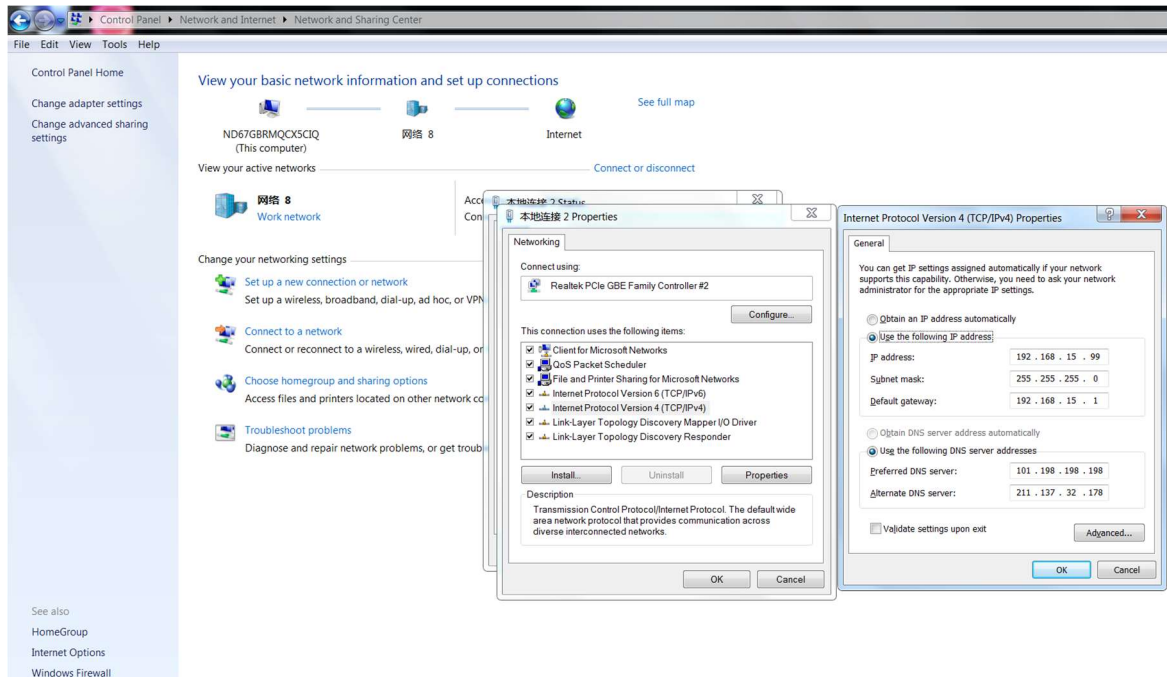 Control Panel ▸ Network and Internet ▸ Network and Sharing Center
File Edit View Tools Help
Control Panel Home
Change adapter settings
Change advanced sharing
settings
See also
HomeGroup
Internet Options
Windows Firewall
View your basic network information and set up connections
See full map
ND67GBRMQCX5CIQ
(This computer)
网络 8
Internet
View your active networks
Connect or disconnect
网络 8
Work network
Acce
Con
Change your networking settings
Set up a new connection or network
Set up a wireless, broadband, dial-up, ad hoc, or VPN
Connect to a network
Connect or reconnect to a wireless, wired, dial-up, or
Choose homegroup and sharing options
Access files and printers located on other network co
Troubleshoot problems
Diagnose and repair network problems, or get troub
本地连接 2 Status
本地连接 2 Properties
Networking
Connect using:
Realtek PCIe GBE Family Controller #2
Configure...
This connection uses the following items:
Client for Microsoft Networks
QoS Packet Scheduler
File and Printer Sharing for Microsoft Networks
Internet Protocol Version 6 (TCP/IPv6)
Internet Protocol Version 4 (TCP/IPv4)
Link-Layer Topology Discovery Mapper I/O Driver
Link-Layer Topology Discovery Responder
Install... Uninstall Properties
Description
Transmission Control Protocol/Internet Protocol. The default wide
area network protocol that provides communication across
diverse interconnected networks.
OK Cancel
Internet Protocol Version 4 (TCP/IPv4) Properties
General
You can get IP settings assigned automatically if your network
supports this capability. Otherwise, you need to ask your network
administrator for the appropriate IP settings.
Obtain an IP address automatically
Use the following IP address:
IP address: 192 . 168 . 15 . 99
Subnet mask: 255 . 255 . 255 . 0
Default gateway: 192 . 168 . 15 . 1
Obtain DNS server address automatically
Use the following DNS server addresses
Preferred DNS server: 101 . 198 . 198 . 198
Alternate DNS server: 211 . 137 . 32 . 178
Validate settings upon exit
Advanced...
OK Cancel